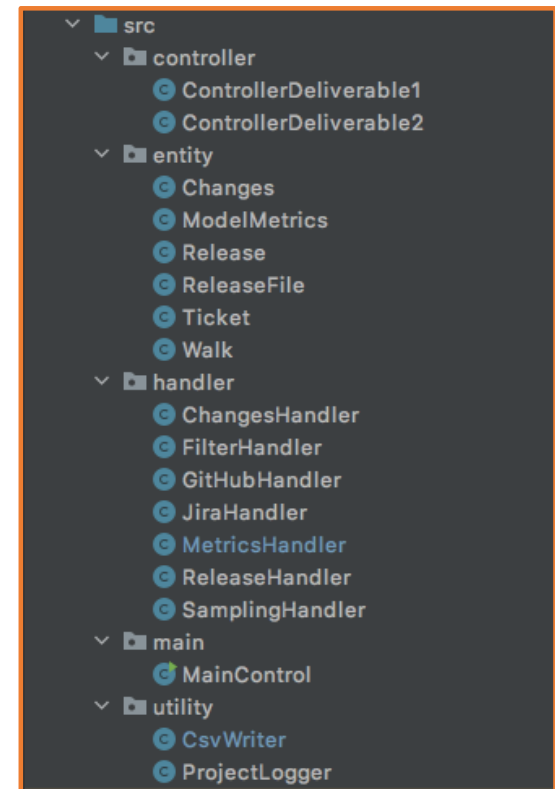 src
controller
ControllerDeliverable1
ControllerDeliverable2
entity
Changes
ModelMetrics
Release
ReleaseFile
Ticket
Walk
handler
ChangesHandler
FilterHandler
GitHubHandler
JiraHandler
MetricsHandler
ReleaseHandler
SamplingHandler
main
MainControl
utility
CsvWriter
ProjectLogger